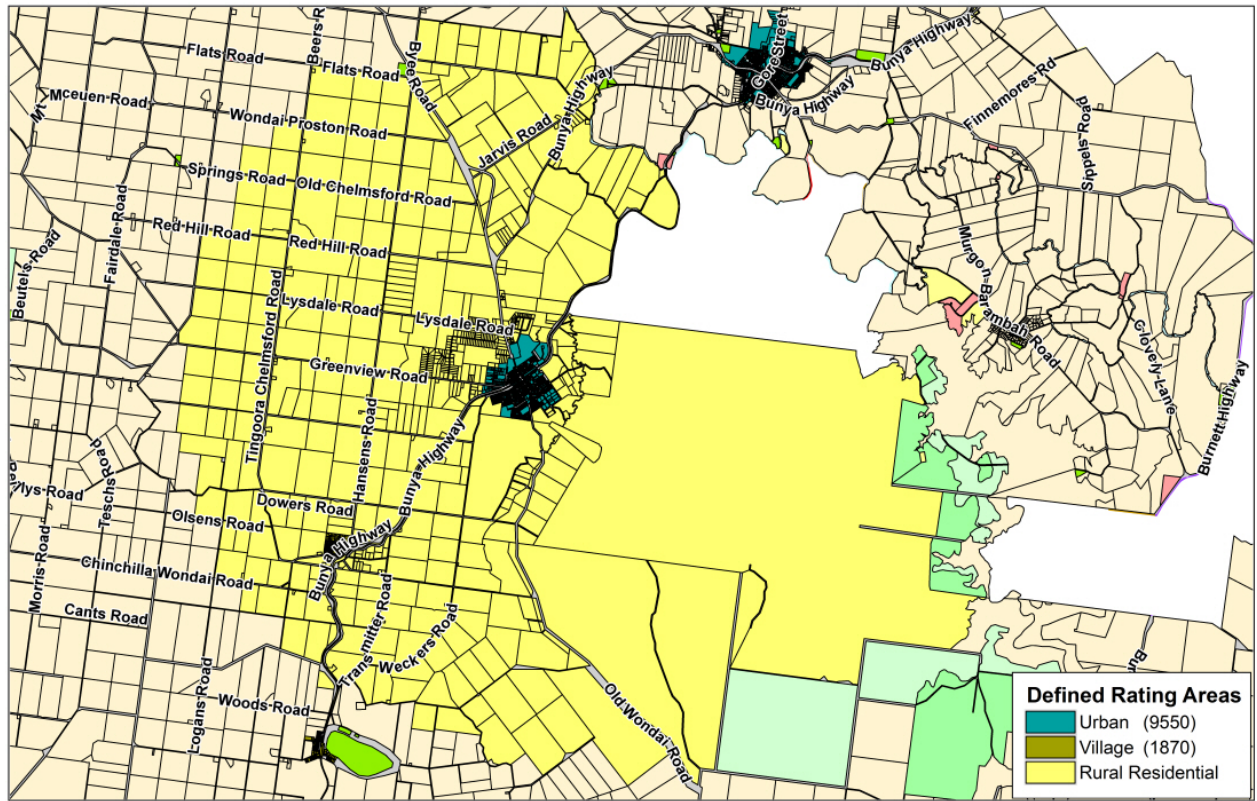 Flats Road
Beers R
Flats Road
Byee Road
Bunya Highway
Gore Street
Bunya Highway
Bunya Highway
Finnemores Rd
Slppels Road
Mt
Mceuen Road
Wondai Proston Road
Jarvis Road
Springs Road
Old Chelmsford Road
Fairdale Road
Red Hill Road
Red Hill Road
Beutel's Road
Tingoora Chelmsford Road
Lysdale Road
Lysdale Road
Murgon-Barambah Road
Clovely Lane
Burnett Highway
Greenview Road
Hansens Road
Bunya Highway
Teschs Road
lys Road
Olsens Road
Dowers Road
Bunya Highway
Morris Road
Chinchilla Wondai Road
Cants Road
Transmitter Road
Weckers Road
Logans Road
Woods Road
Old Wondai Road
Bu
Defined Rating Areas
Urban (9550)
Village (1870)
Rural Residential